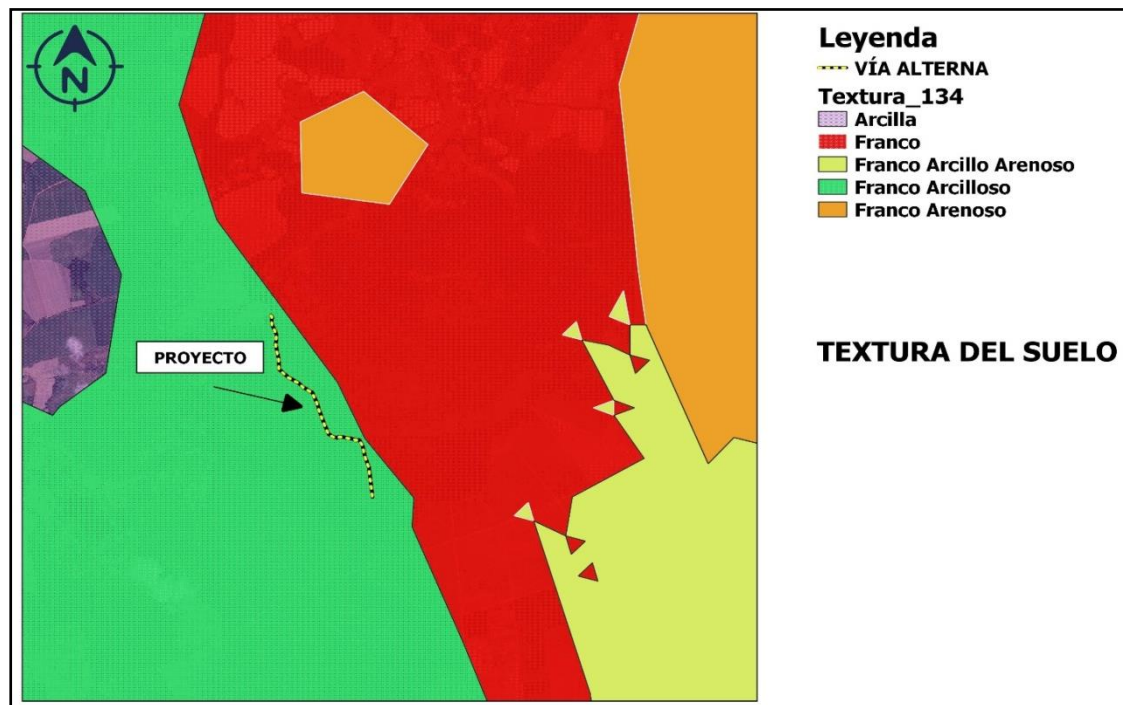 N
PROYECTO
Leyenda
VÍA ALTERNA
Textura_134
Arcilla
Franco
Franco Arcillo Arenoso
Franco Arcilloso
Franco Arenoso
TEXTURA DEL SUELO